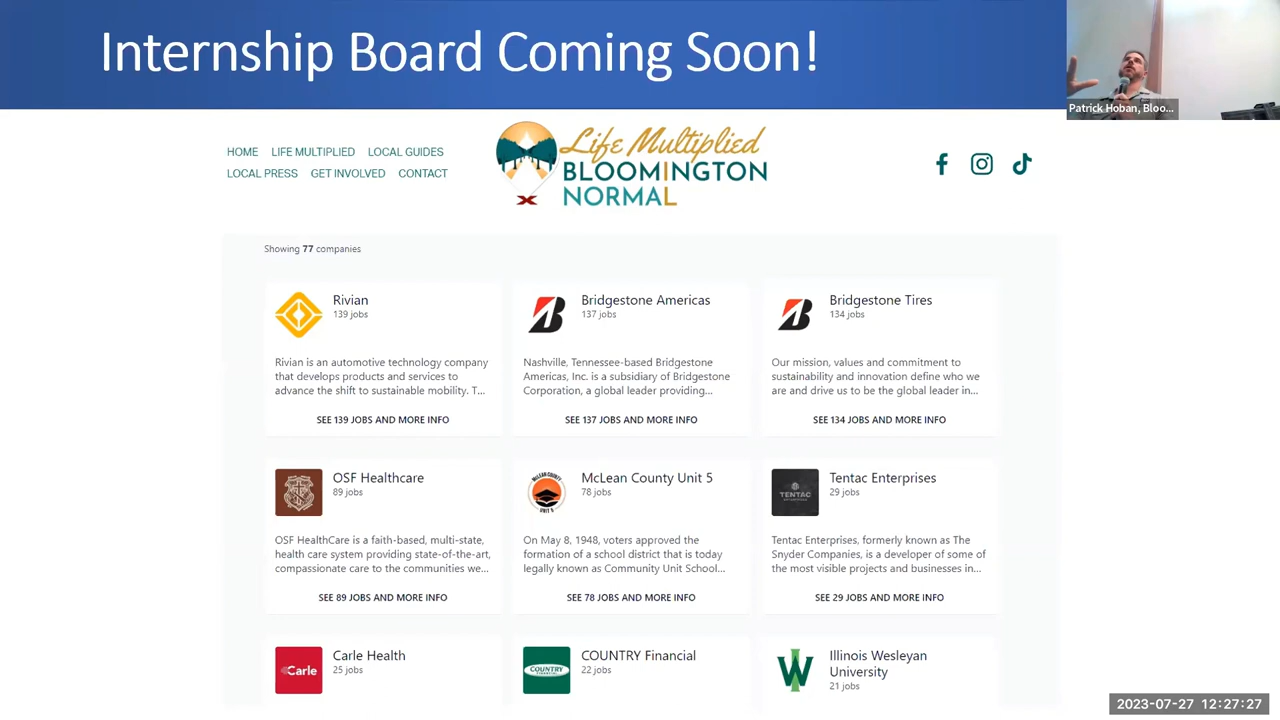 Internship Board Coming Soon!
Patrick Hoban, Bloo...
HOME LIFE MULTIPLIED LOCAL GUIDES
LOCAL PRESS GET INVOLVED CONTACT
Life Multiplied
BLOOMINGTON
NORMAL
Showing 77 companies
Rivian
139 jobs
Rivian is an automotive technology company
that develops products and services to
advance the shift to sustainable mobility. T...
SEE 139 JOBS AND MORE INFO
Bridgestone Americas
137 jobs
Nashville, Tennessee-based Bridgestone
Americas, Inc. is a subsidiary of Bridgestone
Corporation, a global leader providing...
SEE 137 JOBS AND MORE INFO
Bridgestone Tires
134 jobs
Our mission, values and commitment to
sustainability and innovation define who we
are and drive us to be the global leader in...
SEE 134 JOBS AND MORE INFO
OSF Healthcare
89 jobs
OSF HealthCare is a faith-based, multi-state,
health care system providing state-of-the-art,
compassionate care to the communities we...
SEE 89 JOBS AND MORE INFO
MCLEAN COUNTY
UNIT 5
McLean County Unit 5
78 jobs
On May 8, 1948, voters approved the
formation of a school district that is today
legally known as Community Unit School...
SEE 78 JOBS AND MORE INFO
TENTAC
Tentac Enterprises
29 jobs
Tentac Enterprises, formerly known as The
Snyder Companies, is a developer of some of
the most visible projects and businesses in...
SEE 29 JOBS AND MORE INFO
Carle
Carle Health
25 jobs
COUNTRY
FINANCIAL
COUNTRY Financial
22 jobs
Illinois Wesleyan
University
21 jobs
2023-07-27 12:27:27